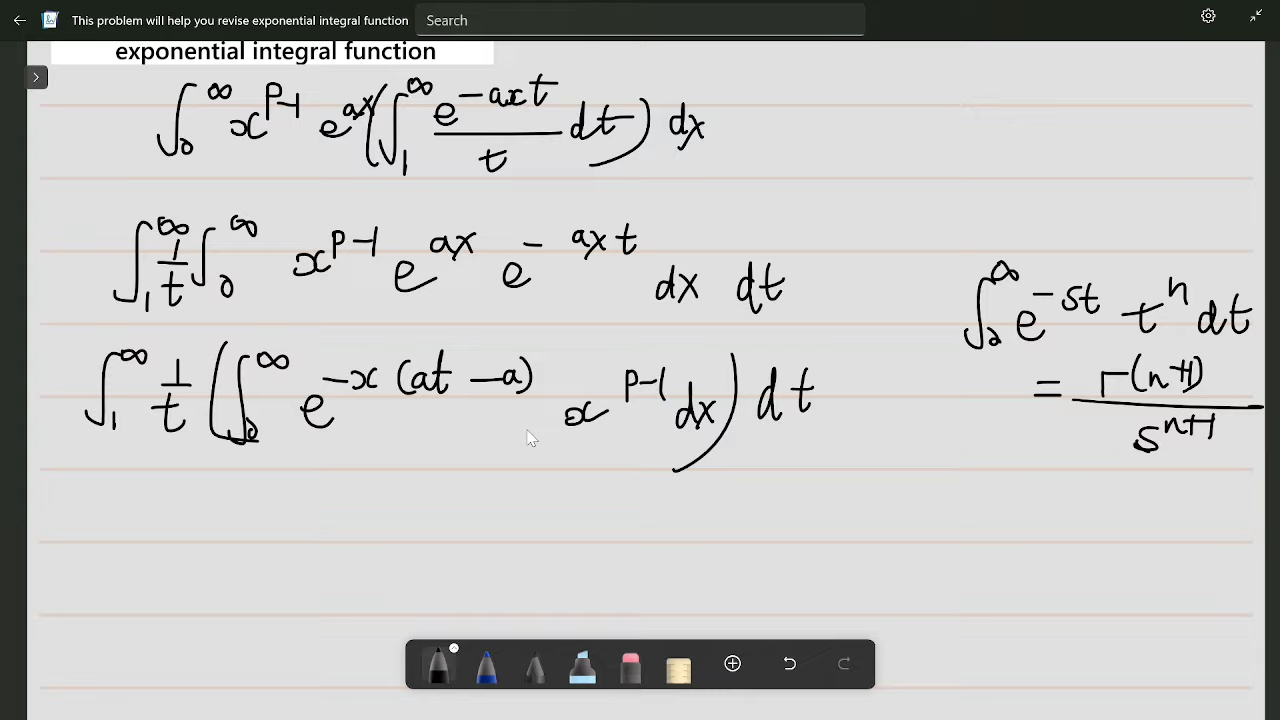 This problem will help you revise exponential integral function
Search
exponential integral function
∫₀^∞ x^{p-1} e^{ax} (∫₁^∞ e^{-axt}/t dt) dx
∫₁^∞ 1/t ∫₀^∞ x^{p-1} e^{ax} e^{-axt} dx dt
∫₁^∞ 1/t (∫₀^∞ e^{-x(at-a)} x^{p-1} dx) dt
∫₀^∞ e^{-st} t^n dt
= Γ(n+1)/s^{n+1}